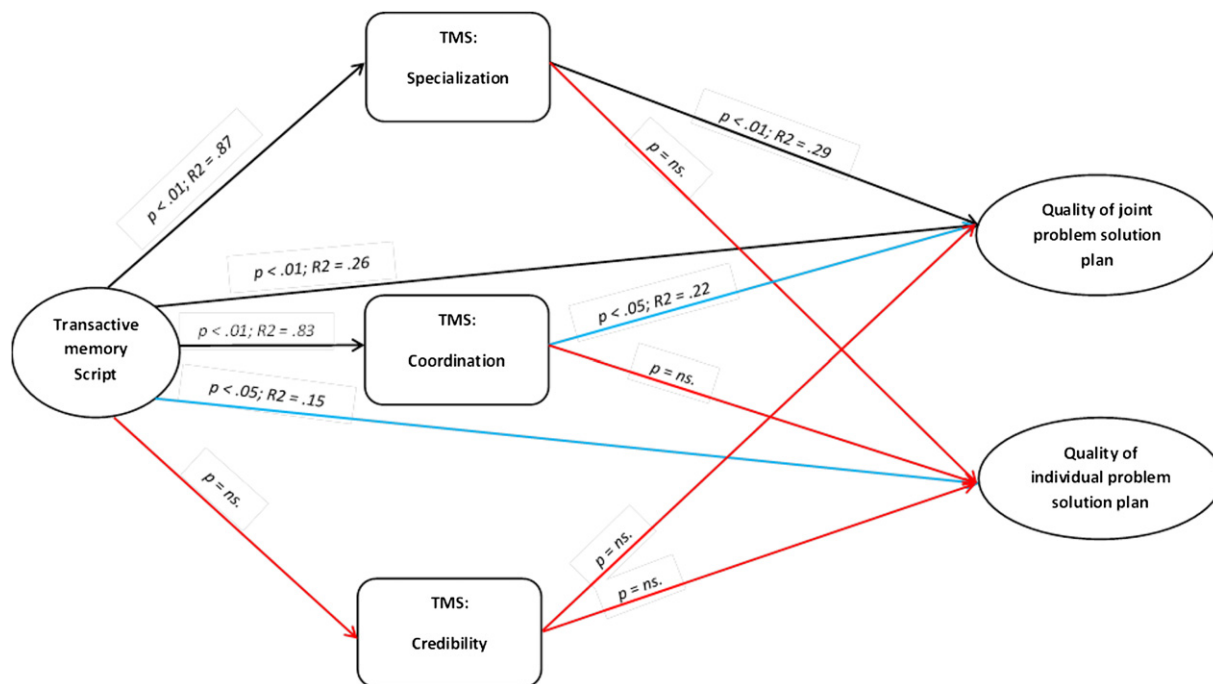 TMS:
Specialization
p < .01; R2 = .87
p < .01; R2 = .29
p = ns.
Quality of joint
problem solution
plan
p < .01; R2 = .26
p < .05; R2 = .22
Transactive
memory
Script
p < .01; R2 = .83
TMS:
Coordination
p = ns.
p < .05; R2 = .15
Quality of
individual problem
solution plan
p = ns.
p = ns.
p = ns.
TMS:
Credibility